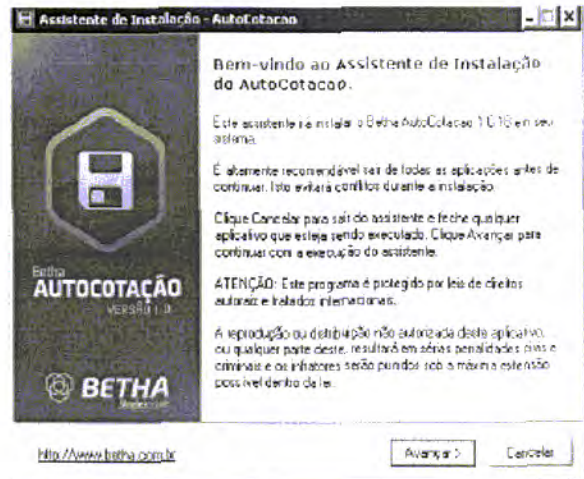 Assistente de Instalação - AutoCotacao
Bem-vindo ao Assistente de Instalação
do AutoCotacao.
Este assistente irá instalar o Betha AutoCotacao 1.0.16 em seu
sistema.
É altamente recomendável sair de todas as aplicações antes de
continuar. Isto evitará conflitos durante a instalação.
Clique Cancelar para sair do assistente e feche qualquer
aplicativo que esteja sendo executado. Clique Avançar para
continuar com a execução do assistente.
ATENÇÃO: Este programa é protegido por leis de direitos
autorais e tratados internacionais.
A reprodução ou distribuição não autorizada deste aplicativo,
ou qualquer parte deste, resultará em sérias penalidades civis e
criminais e os infratores serão punidos sob a máxima extensão
possível dentro da lei.
Betha
AUTOCOTAÇÃO
VERSÃO 1.0
BETHA
http://www.betha.com.br
Avançar >
Cancelar